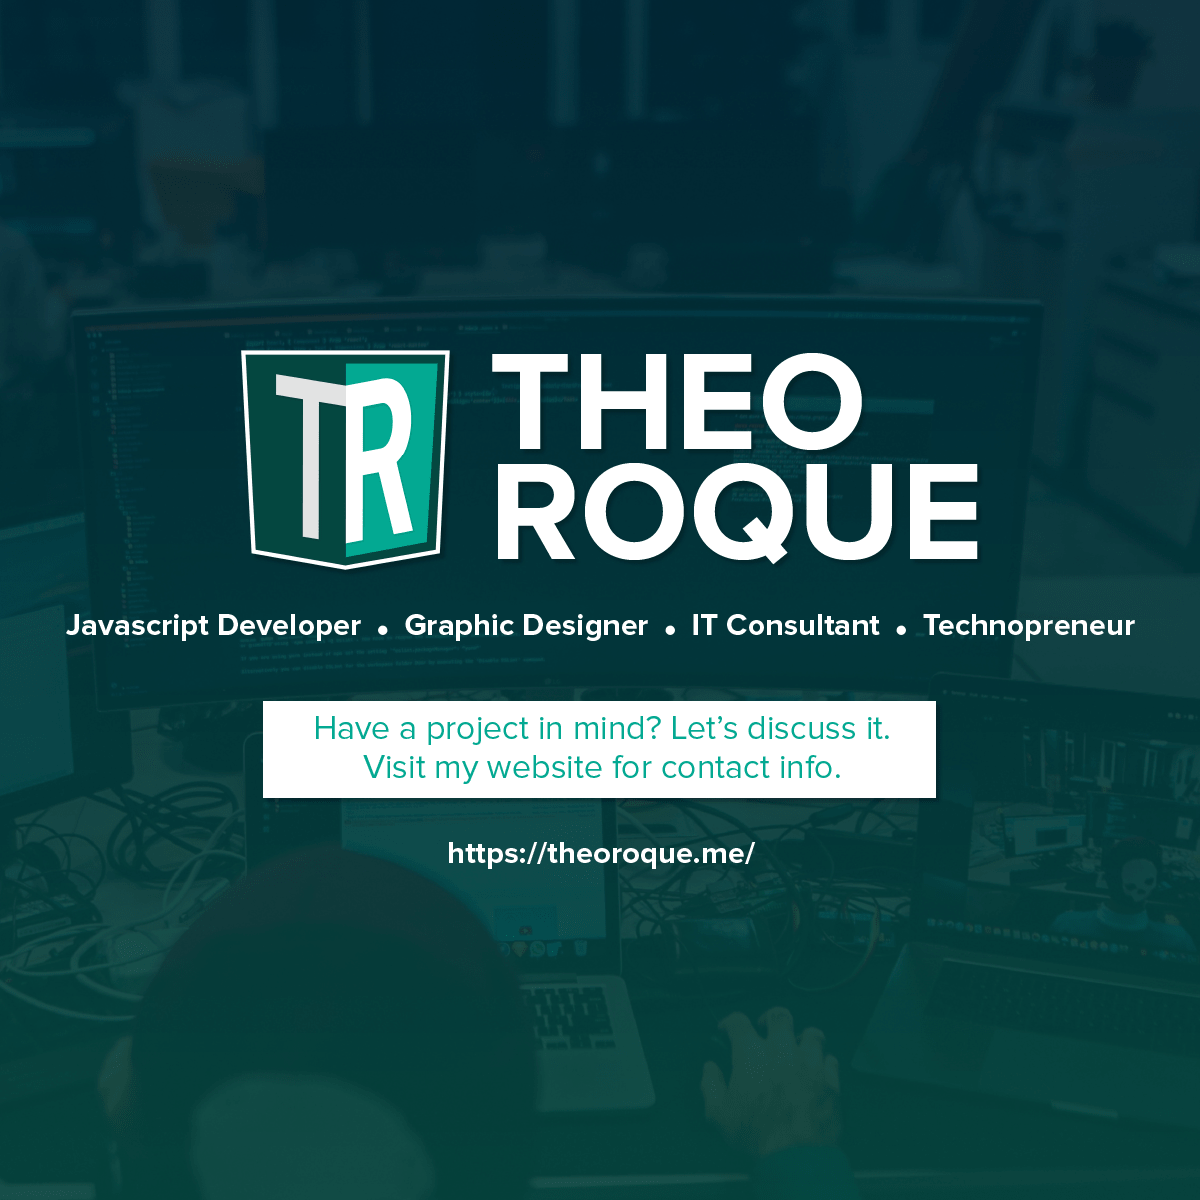 TR
THEO
ROQUE
Javascript Developer • Graphic Designer • IT Consultant • Technopreneur
Have a project in mind? Let’s discuss it.
Visit my website for contact info.
https://theoroque.me/